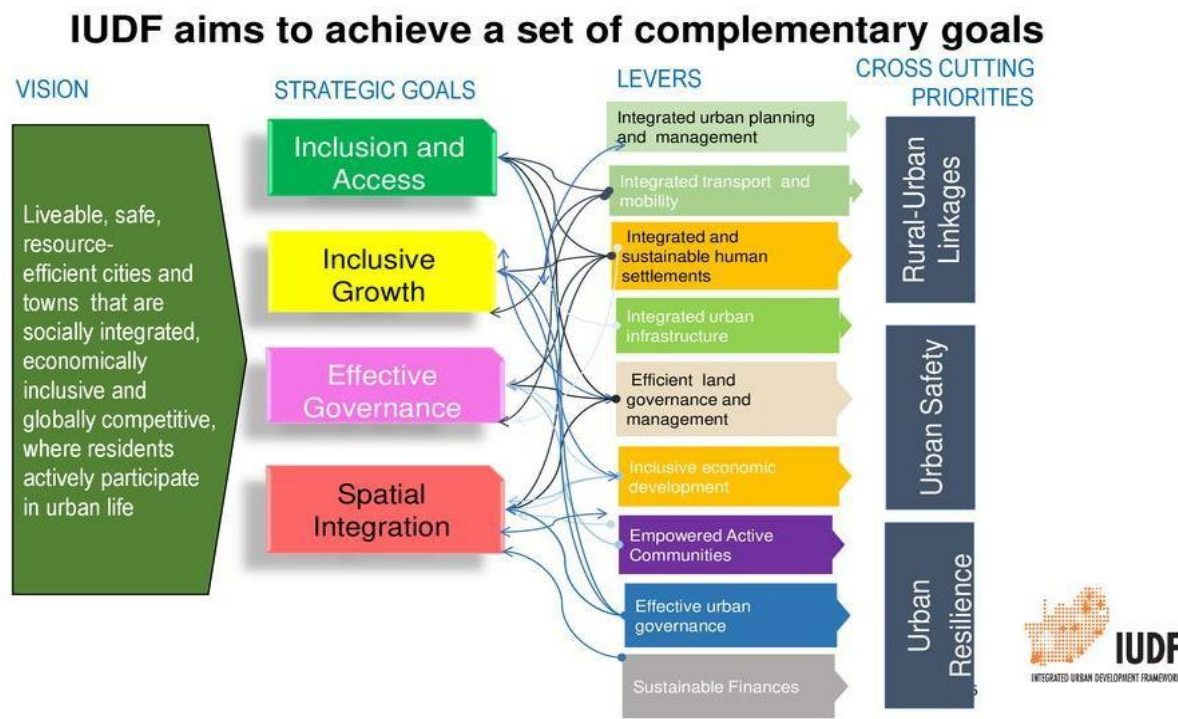 IUDF aims to achieve a set of complementary goals
VISION
Liveable, safe,
resource-
efficient cities and
towns that are
socially integrated,
economically
inclusive and
globally competitive,
where residents
actively participate
in urban life
STRATEGIC GOALS
Inclusion and
Access
Inclusive
Growth
Effective
Governance
Spatial
Integration
LEVERS
Integrated urban planning
and management
Integrated transport and
mobility
Integrated and
sustainable human
settlements
Integrated urban
infrastructure
Efficient land
governance and
management
Inclusive economic
development
Empowered Active
Communities
Effective urban
governance
Sustainable Finances
CROSS CUTTING
PRIORITIES
Rural-Urban
Linkages
Urban Safety
Urban
Resilience
IUDF
INTEGRATED URBAN DEVELOPMENT FRAMEWORK